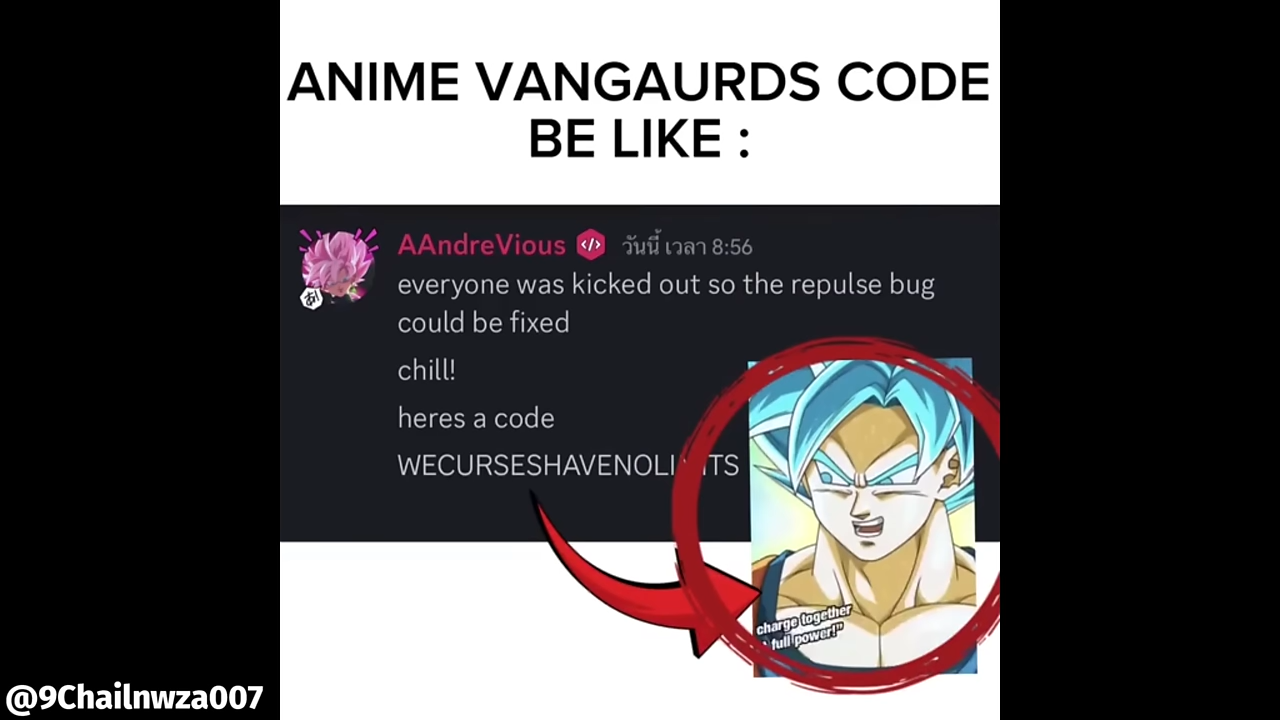 ANIME VANGAURDS CODE
BE LIKE :
AAndreVious วันนี้ เวลา 8:56
everyone was kicked out so the repulse bug
could be fixed
chill!
heres a code
WECURSESHAVENOLIMITS
charge together
full power!"
@9Chailnwza007